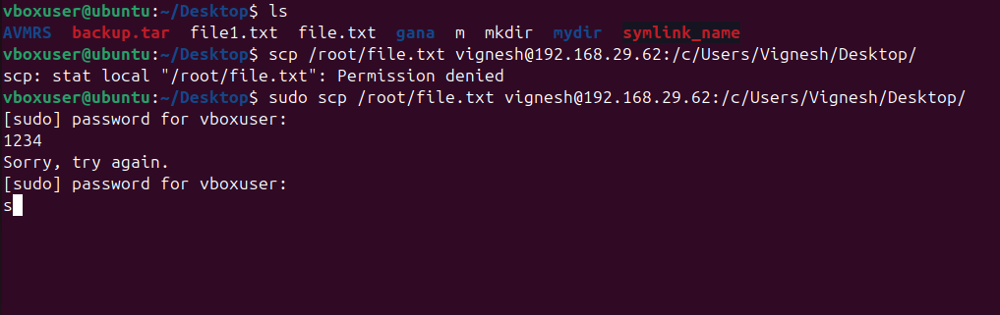 vboxuser@ubuntu:~/Desktop$ ls
AVMRS  backup.tar  file1.txt  file.txt  gana  m  mkdir  mydir  symlink_name
vboxuser@ubuntu:~/Desktop$ scp /root/file.txt vignesh@192.168.29.62:/c/Users/Vignesh/Desktop/
scp: stat local "/root/file.txt": Permission denied
vboxuser@ubuntu:~/Desktop$ sudo scp /root/file.txt vignesh@192.168.29.62:/c/Users/Vignesh/Desktop/
[sudo] password for vboxuser:
1234
Sorry, try again.
[sudo] password for vboxuser:
s